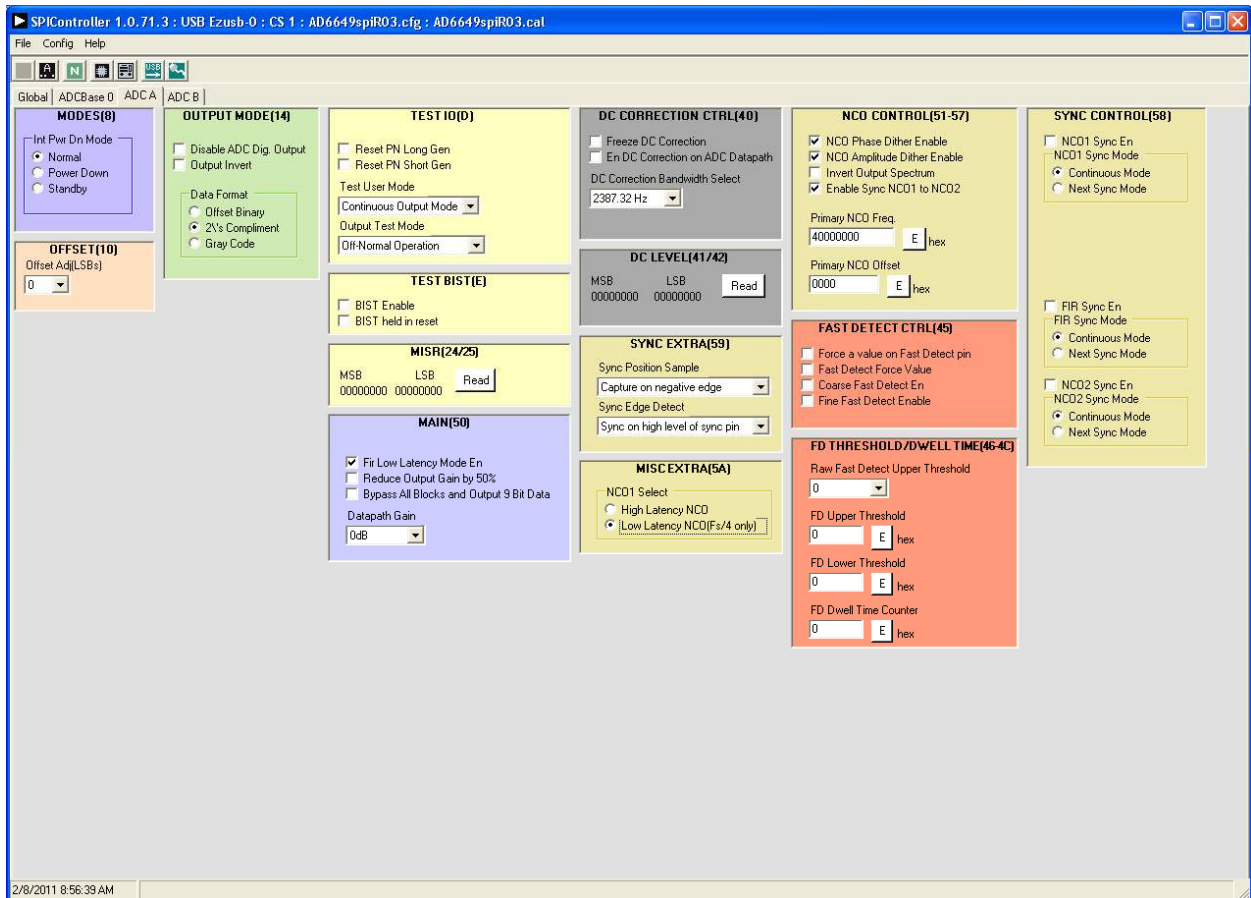 SPIController 1.0.71.3 : USB Ezusb-0 : CS 1 : AD6649spiR03.cfg : AD6649spiR03.cal
File Config Help
Global ADCBase 0 ADC A ADC B
MODES(8)
Int Pwr Dn Mode
Normal
Power Down
Standby
OFFSET(10)
Offset Adj(LSBs)
0
OUTPUT MODE(14)
Disable ADC Dig. Output
Output Invert
Data Format
Offset Binary
2\'s Compliment
Gray Code
TEST IO(D)
Reset PN Long Gen
Reset PN Short Gen
Test User Mode
Continuous Output Mode
Output Test Mode
Off-Normal Operation
TEST BIST(E)
BIST Enable
BIST held in reset
MISR(24/25)
MSB LSB
00000000 00000000 Read
MAIN(50)
Fir Low Latency Mode En
Reduce Output Gain by 50%
Bypass All Blocks and Output 9 Bit Data
Datapath Gain
0dB
DC CORRECTION CTRL(40)
Freeze DC Correction
En DC Correction on ADC Datapath
DC Correction Bandwidth Select
2387.32 Hz
DC LEVEL(41/42)
MSB LSB
00000000 00000000 Read
SYNC EXTRA(59)
Sync Position Sample
Capture on negative edge
Sync Edge Detect
Sync on high level of sync pin
MISC EXTRA(5A)
NCO1 Select
High Latency NCO
Low Latency NCO(Fs/4 only)
NCO CONTROL(51-57)
NCO Phase Dither Enable
NCO Amplitude Dither Enable
Invert Output Spectrum
Enable Sync NCO1 to NCO2
Primary NCO Freq.
40000000 E hex
Primary NCO Offset
0000 E hex
FAST DETECT CTRL(45)
Force a value on Fast Detect pin
Fast Detect Force Value
Coarse Fast Detect En
Fine Fast Detect Enable
FD THRESHOLD/DWELL TIME(46-4C)
Raw Fast Detect Upper Threshold
0
FD Upper Threshold
0 E hex
FD Lower Threshold
0 E hex
FD Dwell Time Counter
0 E hex
SYNC CONTROL(58)
NCO1 Sync En
NCO1 Sync Mode
Continuous Mode
Next Sync Mode
FIR Sync En
FIR Sync Mode
Continuous Mode
Next Sync Mode
NCO2 Sync En
NCO2 Sync Mode
Continuous Mode
Next Sync Mode
2/8/2011 8:56:39 AM